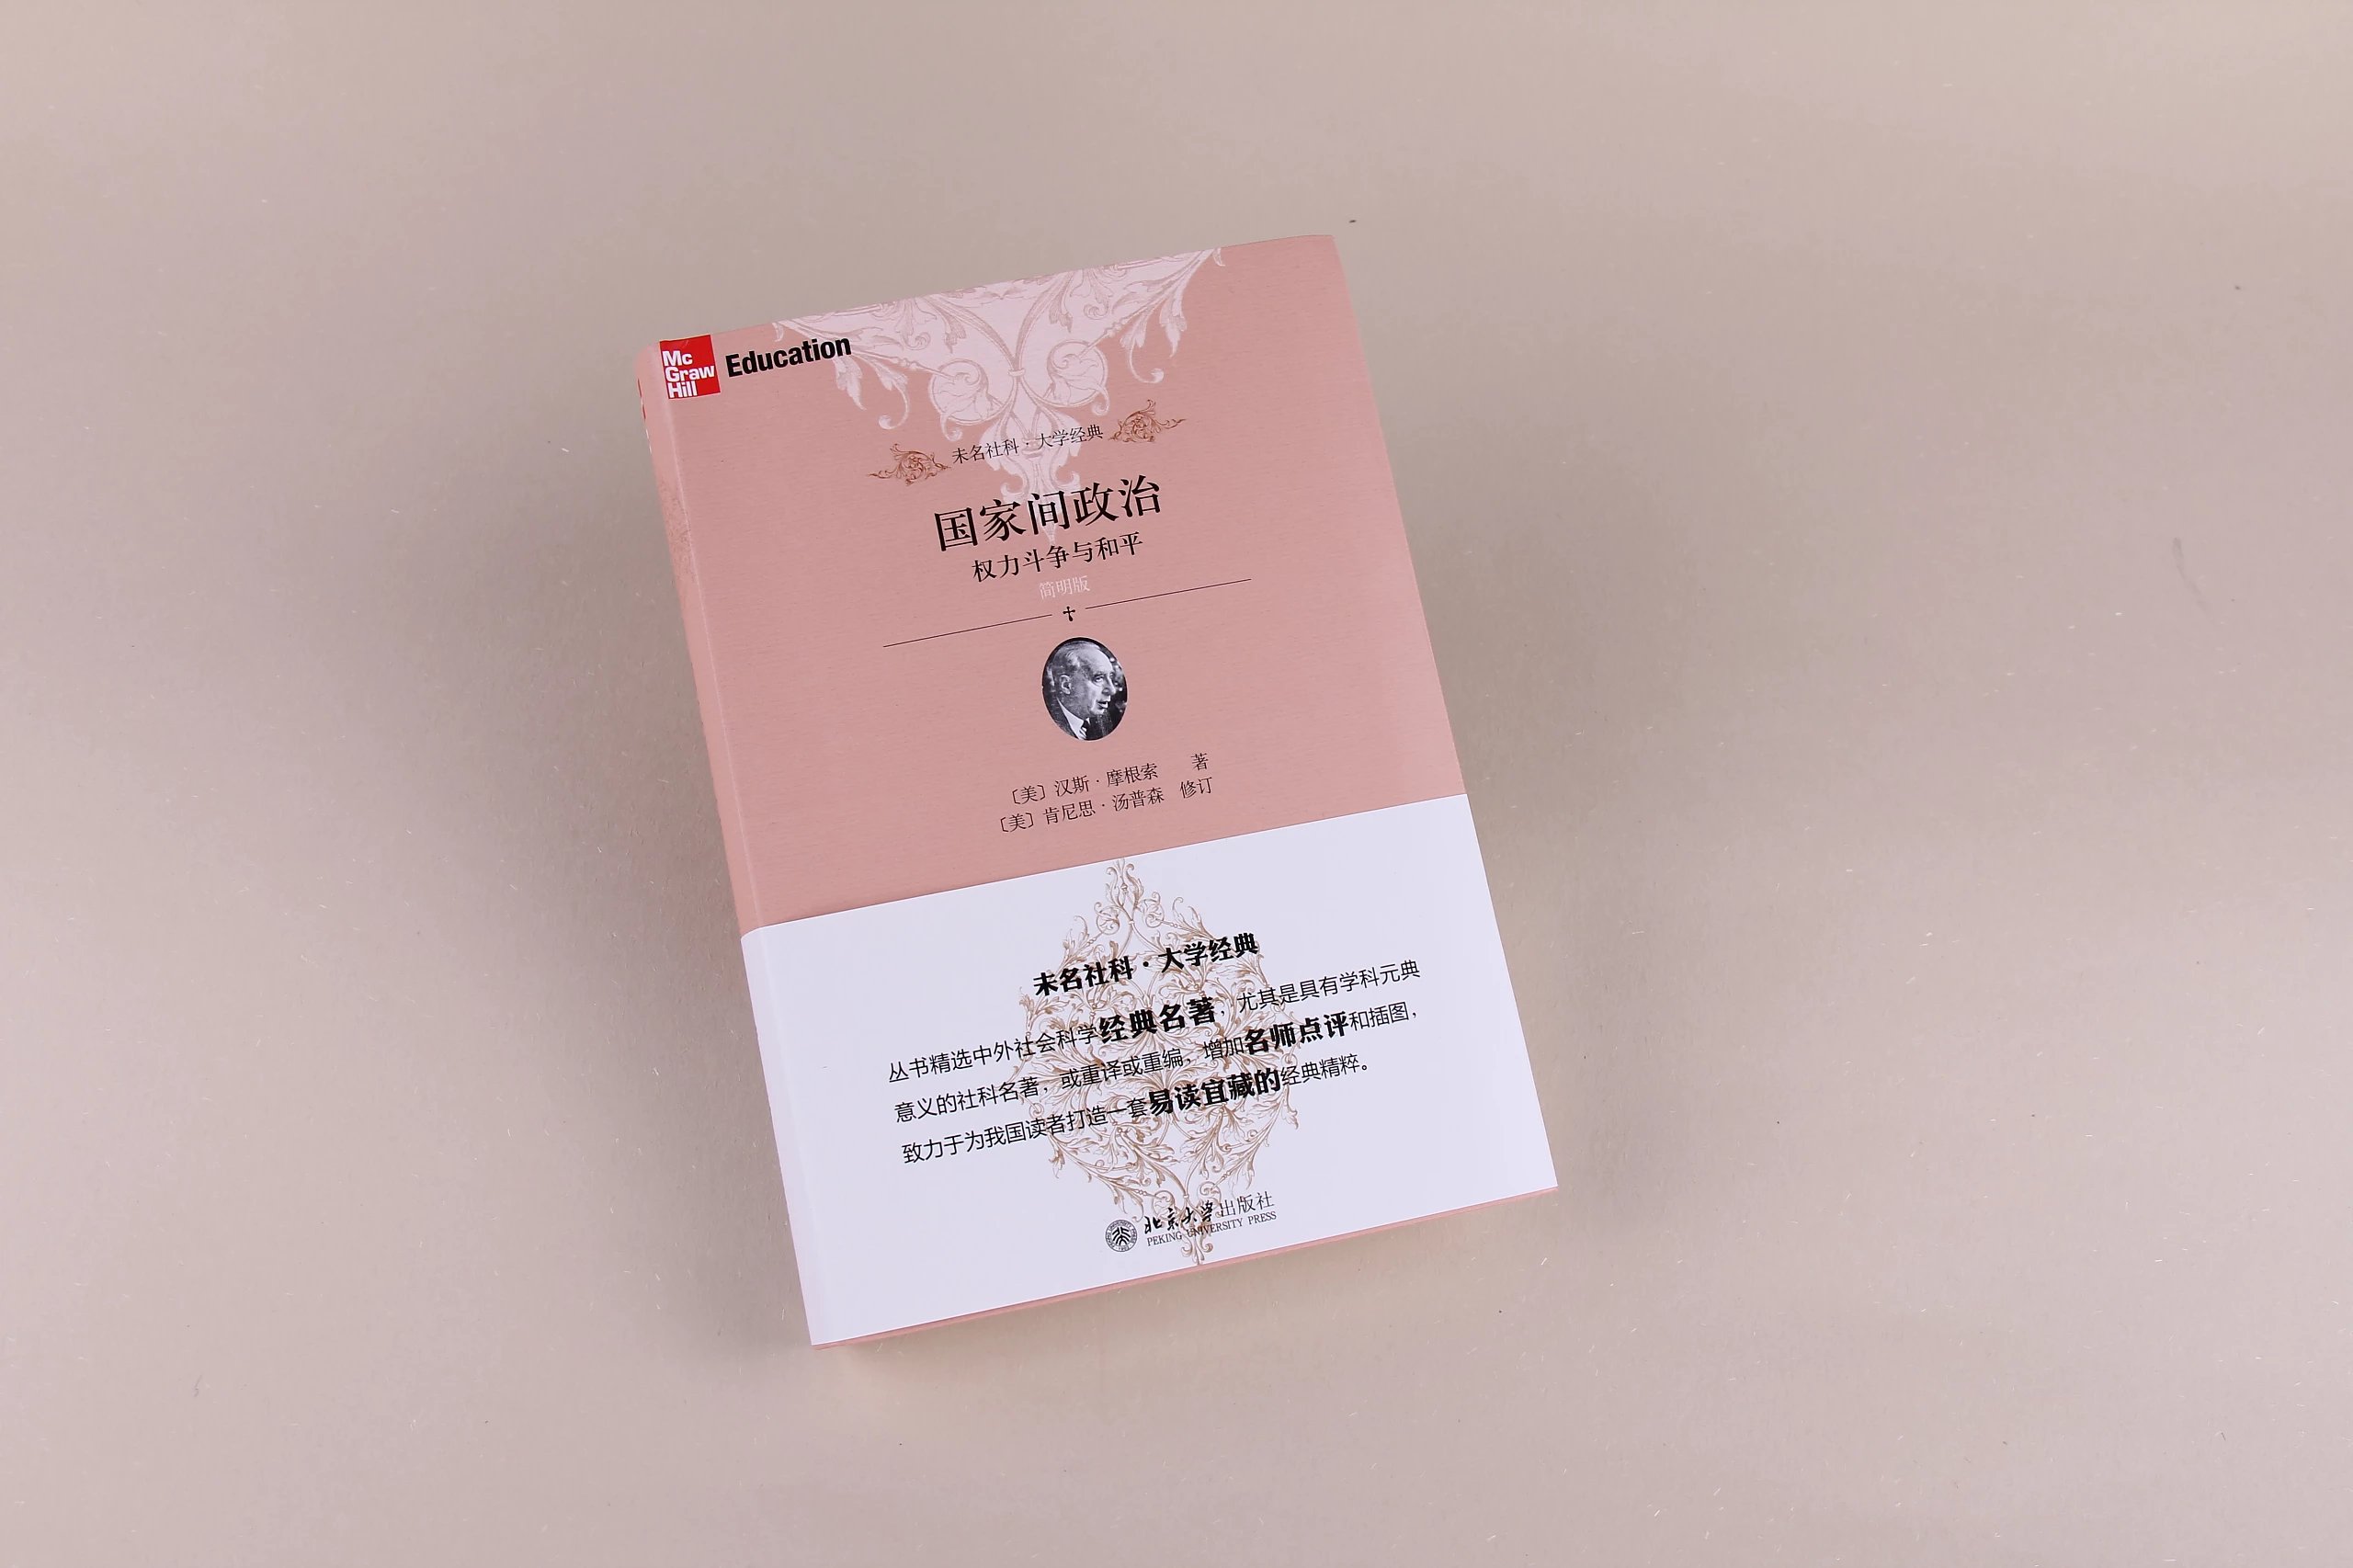 Mc
Graw
Hill
Education
未名社科·大学经典
国家间政治
权力斗争与和平
简明版
〔美〕汉斯·摩根索 著
〔美〕肯尼思·汤普森 修订
未名社科·大学经典
丛书精选中外社会科学经典名著，尤其是具有学科元典
意义的社科名著，或重译或重编，增加名师点评和插图，
致力于为我国读者打造一套易读宜藏的经典精粹。
北京大学出版社
PEKING UNIVERSITY PRESS